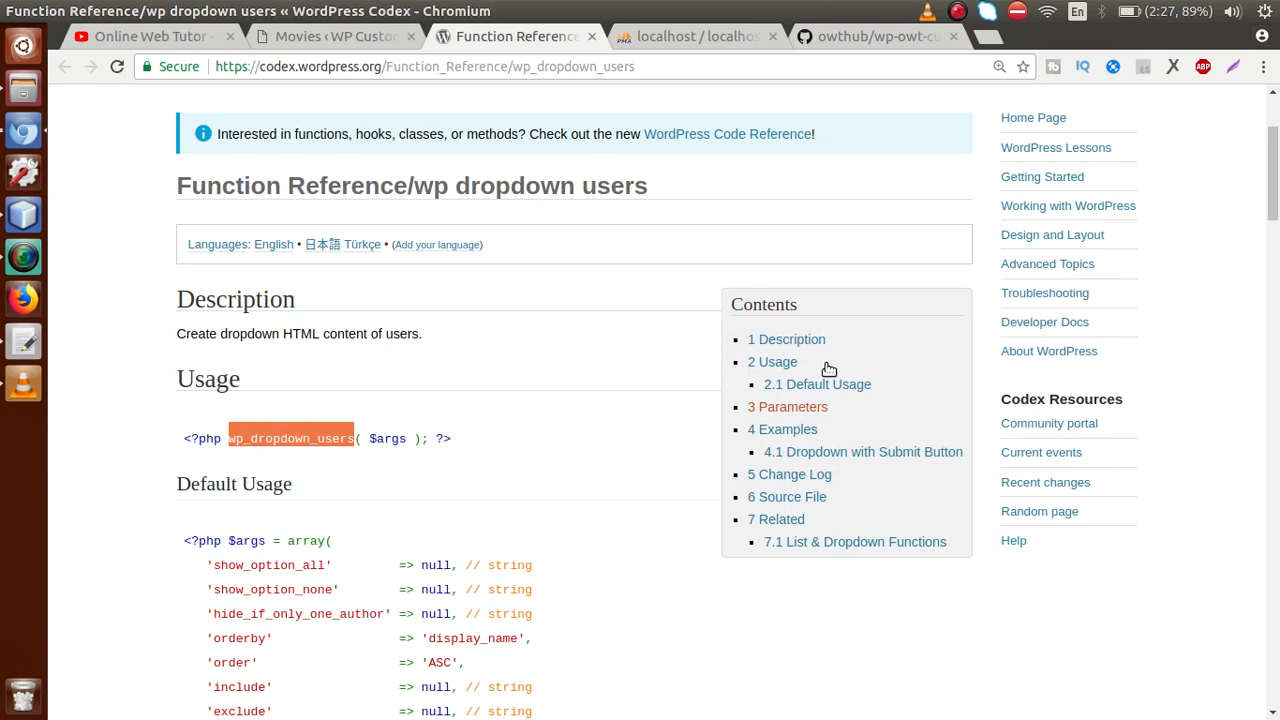 Function Reference/wp dropdown users « WordPress Codex - Chromium
En
(2:27, 89%)
Online Web Tutor -
Movies ‹ WP Custom
Function Reference
localhost / localhos
owthub/wp-owt-cu
Secure
https://codex.wordpress.org/Function_Reference/wp_dropdown_users
Interested in functions, hooks, classes, or methods? Check out the new WordPress Code Reference!
Function Reference/wp dropdown users
Languages: English • 日本語 Türkçe • (Add your language)
Description
Create dropdown HTML content of users.
Usage
<?php wp_dropdown_users( $args ); ?>
Default Usage
<?php $args = array(
'show_option_all' => null, // string
'show_option_none' => null, // string
'hide_if_only_one_author' => null, // string
'orderby' => 'display_name',
'order' => 'ASC',
'include' => null, // string
'exclude' => null, // string
Contents
1 Description
2 Usage
2.1 Default Usage
3 Parameters
4 Examples
4.1 Dropdown with Submit Button
5 Change Log
6 Source File
7 Related
7.1 List & Dropdown Functions
Home Page
WordPress Lessons
Getting Started
Working with WordPress
Design and Layout
Advanced Topics
Troubleshooting
Developer Docs
About WordPress
Codex Resources
Community portal
Current events
Recent changes
Random page
Help